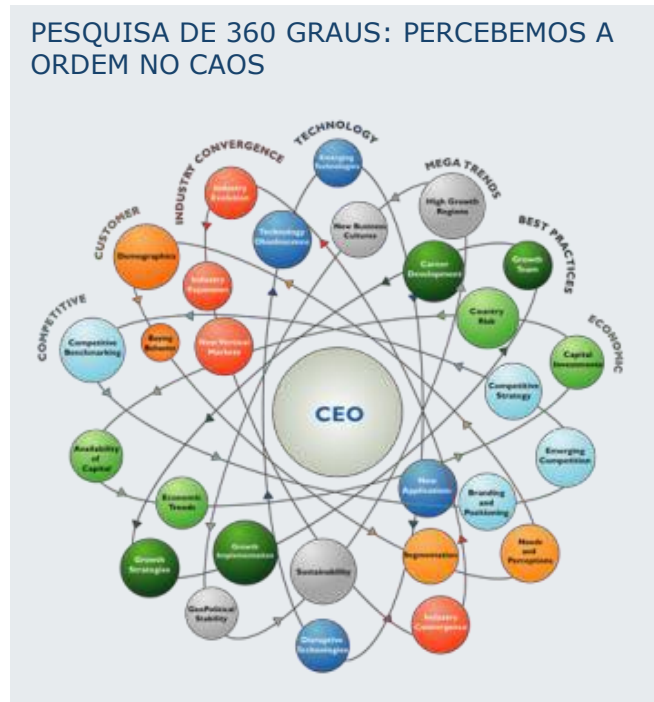 PESQUISA DE 360 GRAUS: PERCEBEMOS A
ORDEM NO CAOS
TECHNOLOGY
INDUSTRY CONVERGENCE
MEGA TRENDS
CUSTOMER
BEST PRACTICES
COMPETITIVE
ECONOMIC
Emerging
Technologies
Industry
Evolution
High Growth
Regions
Technology
Obsolescence
New Business
Cultures
Demographics
Career
Development
Growth
Team
Industry
Expansion
Country
Risk
Competitive
Benchmarking
Buying
Behavior
New Vertical
Markets
Capital
Investments
Competitive
Strategy
CEO
Availability
of
Capital
Emerging
Competition
New
Applications
Economic
Trends
Branding
and
Positioning
Growth
Strategies
Growth
Implementation
Sustainability
Segmentation
Needs
and
Perceptions
GeoPolitical
Stability
Disruptive
Technologies
Industry
Convergence